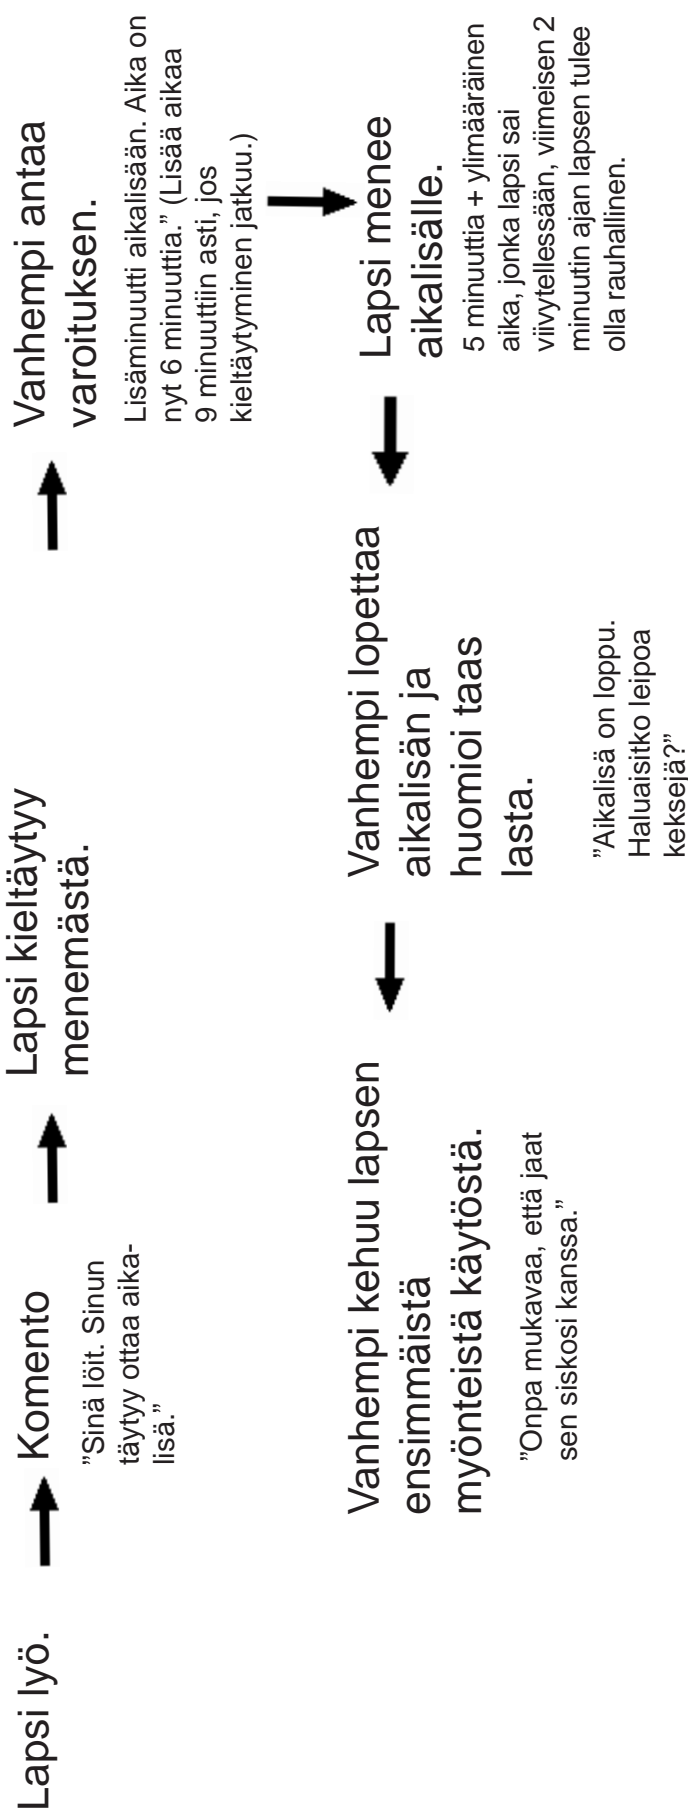 Lapsi lyö.
Komento
”Sinä löit. Sinun
täytyy ottaa aika-
lisä.”
Lapsi kieltäytyy
menemästä.
Vanhempi antaa
varoituksen.
Lisäminuutti aikalisään. Aika on
nyt 6 minuuttia.” (Lisää aikaa
9 minuuttiin asti, jos
kieltäytyminen jatkuu.)
Lapsi menee
aikalisälle.
5 minuuttia + ylimääräinen
aika, jonka lapsi sai
viivytellessään, viimeisen 2
minuutin ajan lapsen tulee
olla rauhallinen.
Vanhempi lopettaa
aikalisän ja
huomioi taas
lasta.
”Aikalisä on loppu.
Haluaisitko leipoa
keksejä?”
Vanhempi kehuu lapsen
ensimmäistä
myönteistä käytöstä.
”Onpa mukavaa, että jaat
sen siskosi kanssa.”